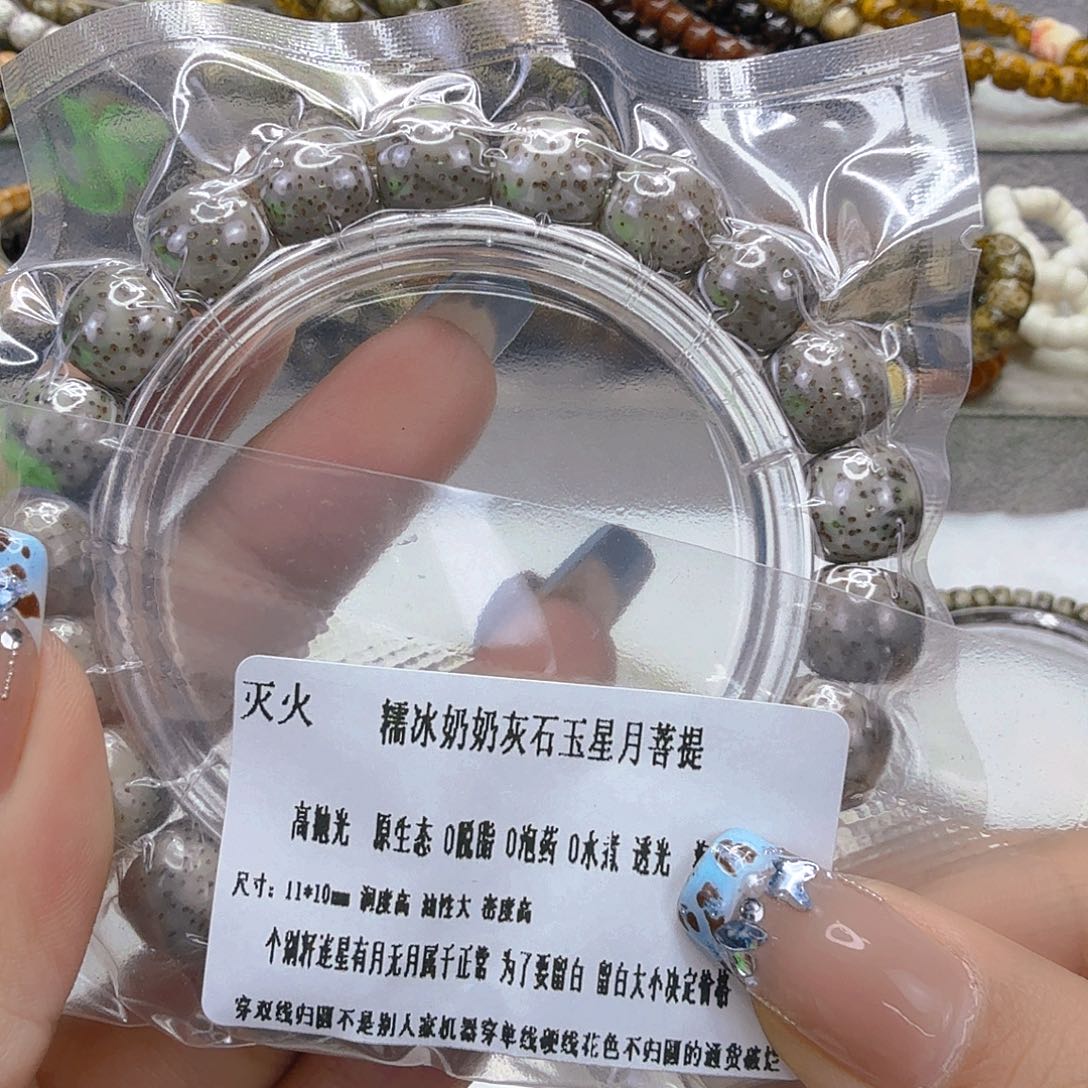 灭火 糯冰奶奶灰石玉星月菩提
高抛光 原生态 0脱脂 0泡药 0水煮 透光
尺寸：11*10mm 润度高 油性大 密度高
个别籽连星有月无月属于正常 为了要留白 留白大小决定价格
穿双线归圆不是别人家机器穿单线硬线花色不归圆的通货破烂